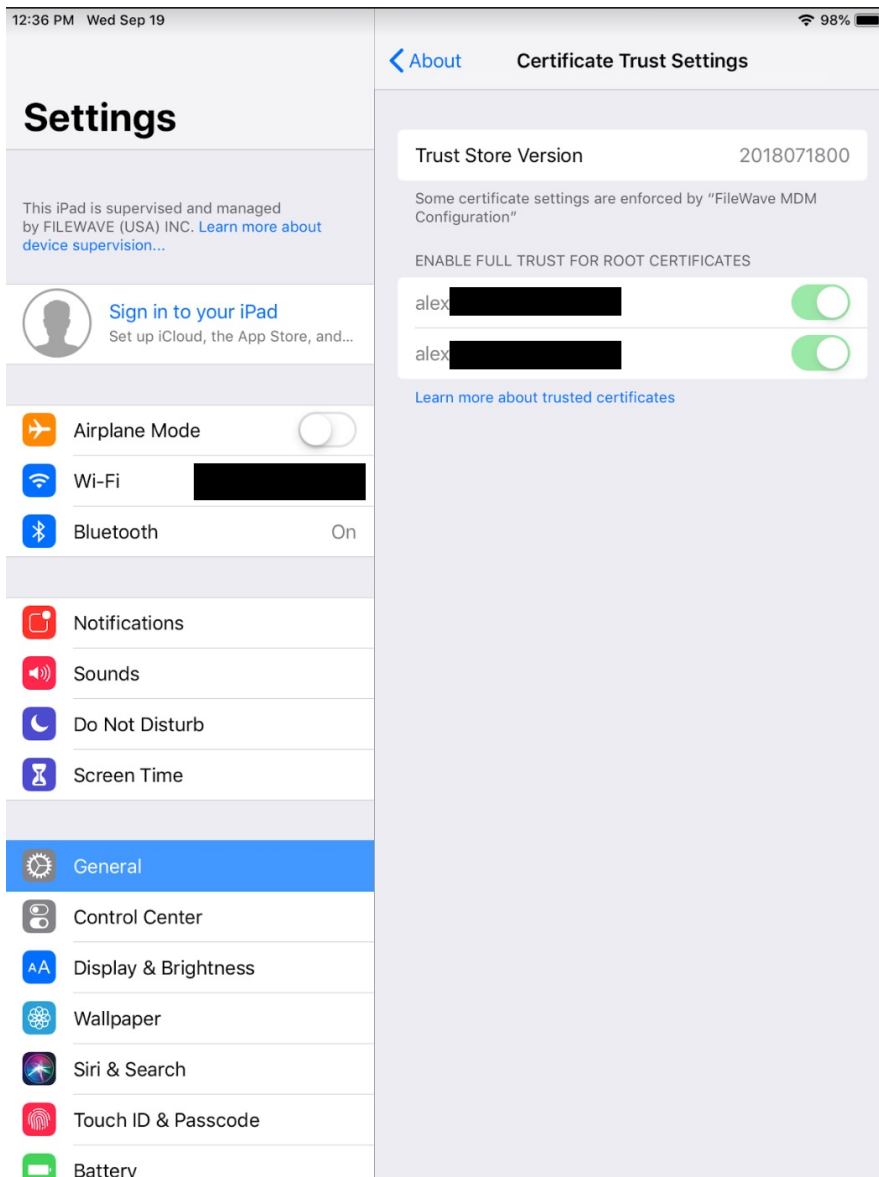 12:36 PM Wed Sep 19
98%
Settings
This iPad is supervised and managed
by FILEWAVE (USA) INC. Learn more about
device supervision...
Sign in to your iPad
Set up iCloud, the App Store, and...
Airplane Mode
Wi-Fi
Bluetooth On
Notifications
Sounds
Do Not Disturb
Screen Time
General
Control Center
AA Display & Brightness
Wallpaper
Siri & Search
Touch ID & Passcode
Battery
About Certificate Trust Settings
Trust Store Version 2018071800
Some certificate settings are enforced by “FileWave MDM
Configuration”
ENABLE FULL TRUST FOR ROOT CERTIFICATES
alex
alex
Learn more about trusted certificates